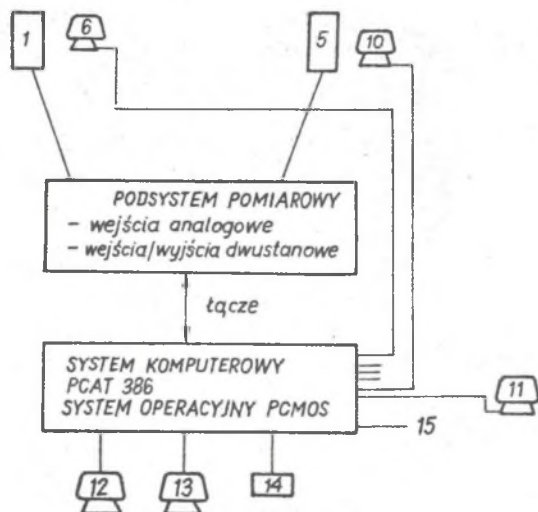 1
6
5
10
PODSYSTEM POMIAROWY
- wejścia analogowe
- wejścia/wyjścia dwustanowe
łącze
SYSTEM KOMPUTEROWY
PCAT 386
SYSTEM OPERACYJNY PCMOS
11
15
12
13
14